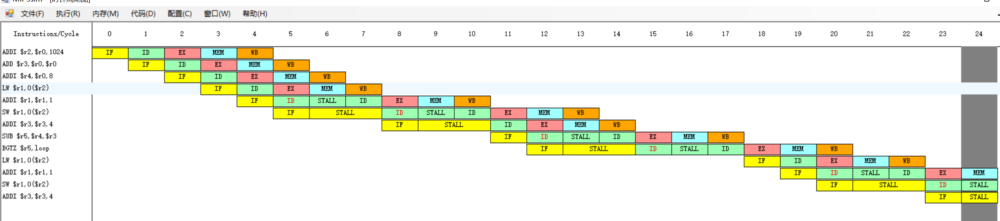 MIPSsim - [时钟周期图]
文件(F) 执行(R) 内存(M) 代码(D) 配置(C) 窗口(W) 帮助(H)
Instructions/Cycle 0 1 2 3 4 5 6 7 8 9 10 11 12 13 14 15 16 17 18 19 20 21 22 23 24
ADDI $r2,$r0,1024 IF ID EX MEM WB
ADD $r3,$r0,$r0 IF ID EX MEM WB
ADDI $r4,$r0,8 IF ID EX MEM WB
LW $r1,0($r2) IF ID EX MEM WB
ADDI $r1,$r1,1 IF ID STALL ID EX MEM WB
SW $r1,0($r2) IF STALL ID STALL ID EX MEM WB
ADDI $r3,$r3,4 IF STALL ID EX MEM WB
SUB $r5,$r4,$r3 IF ID STALL ID EX MEM WB
BGTZ $r5,loop IF STALL ID STALL ID EX MEM WB
LW $r1,0($r2) IF ID EX MEM WB
ADDI $r1,$r1,1 IF ID STALL ID EX MEM
SW $r1,0($r2) IF STALL ID STALL
ADDI $r3,$r3,4 IF STALL